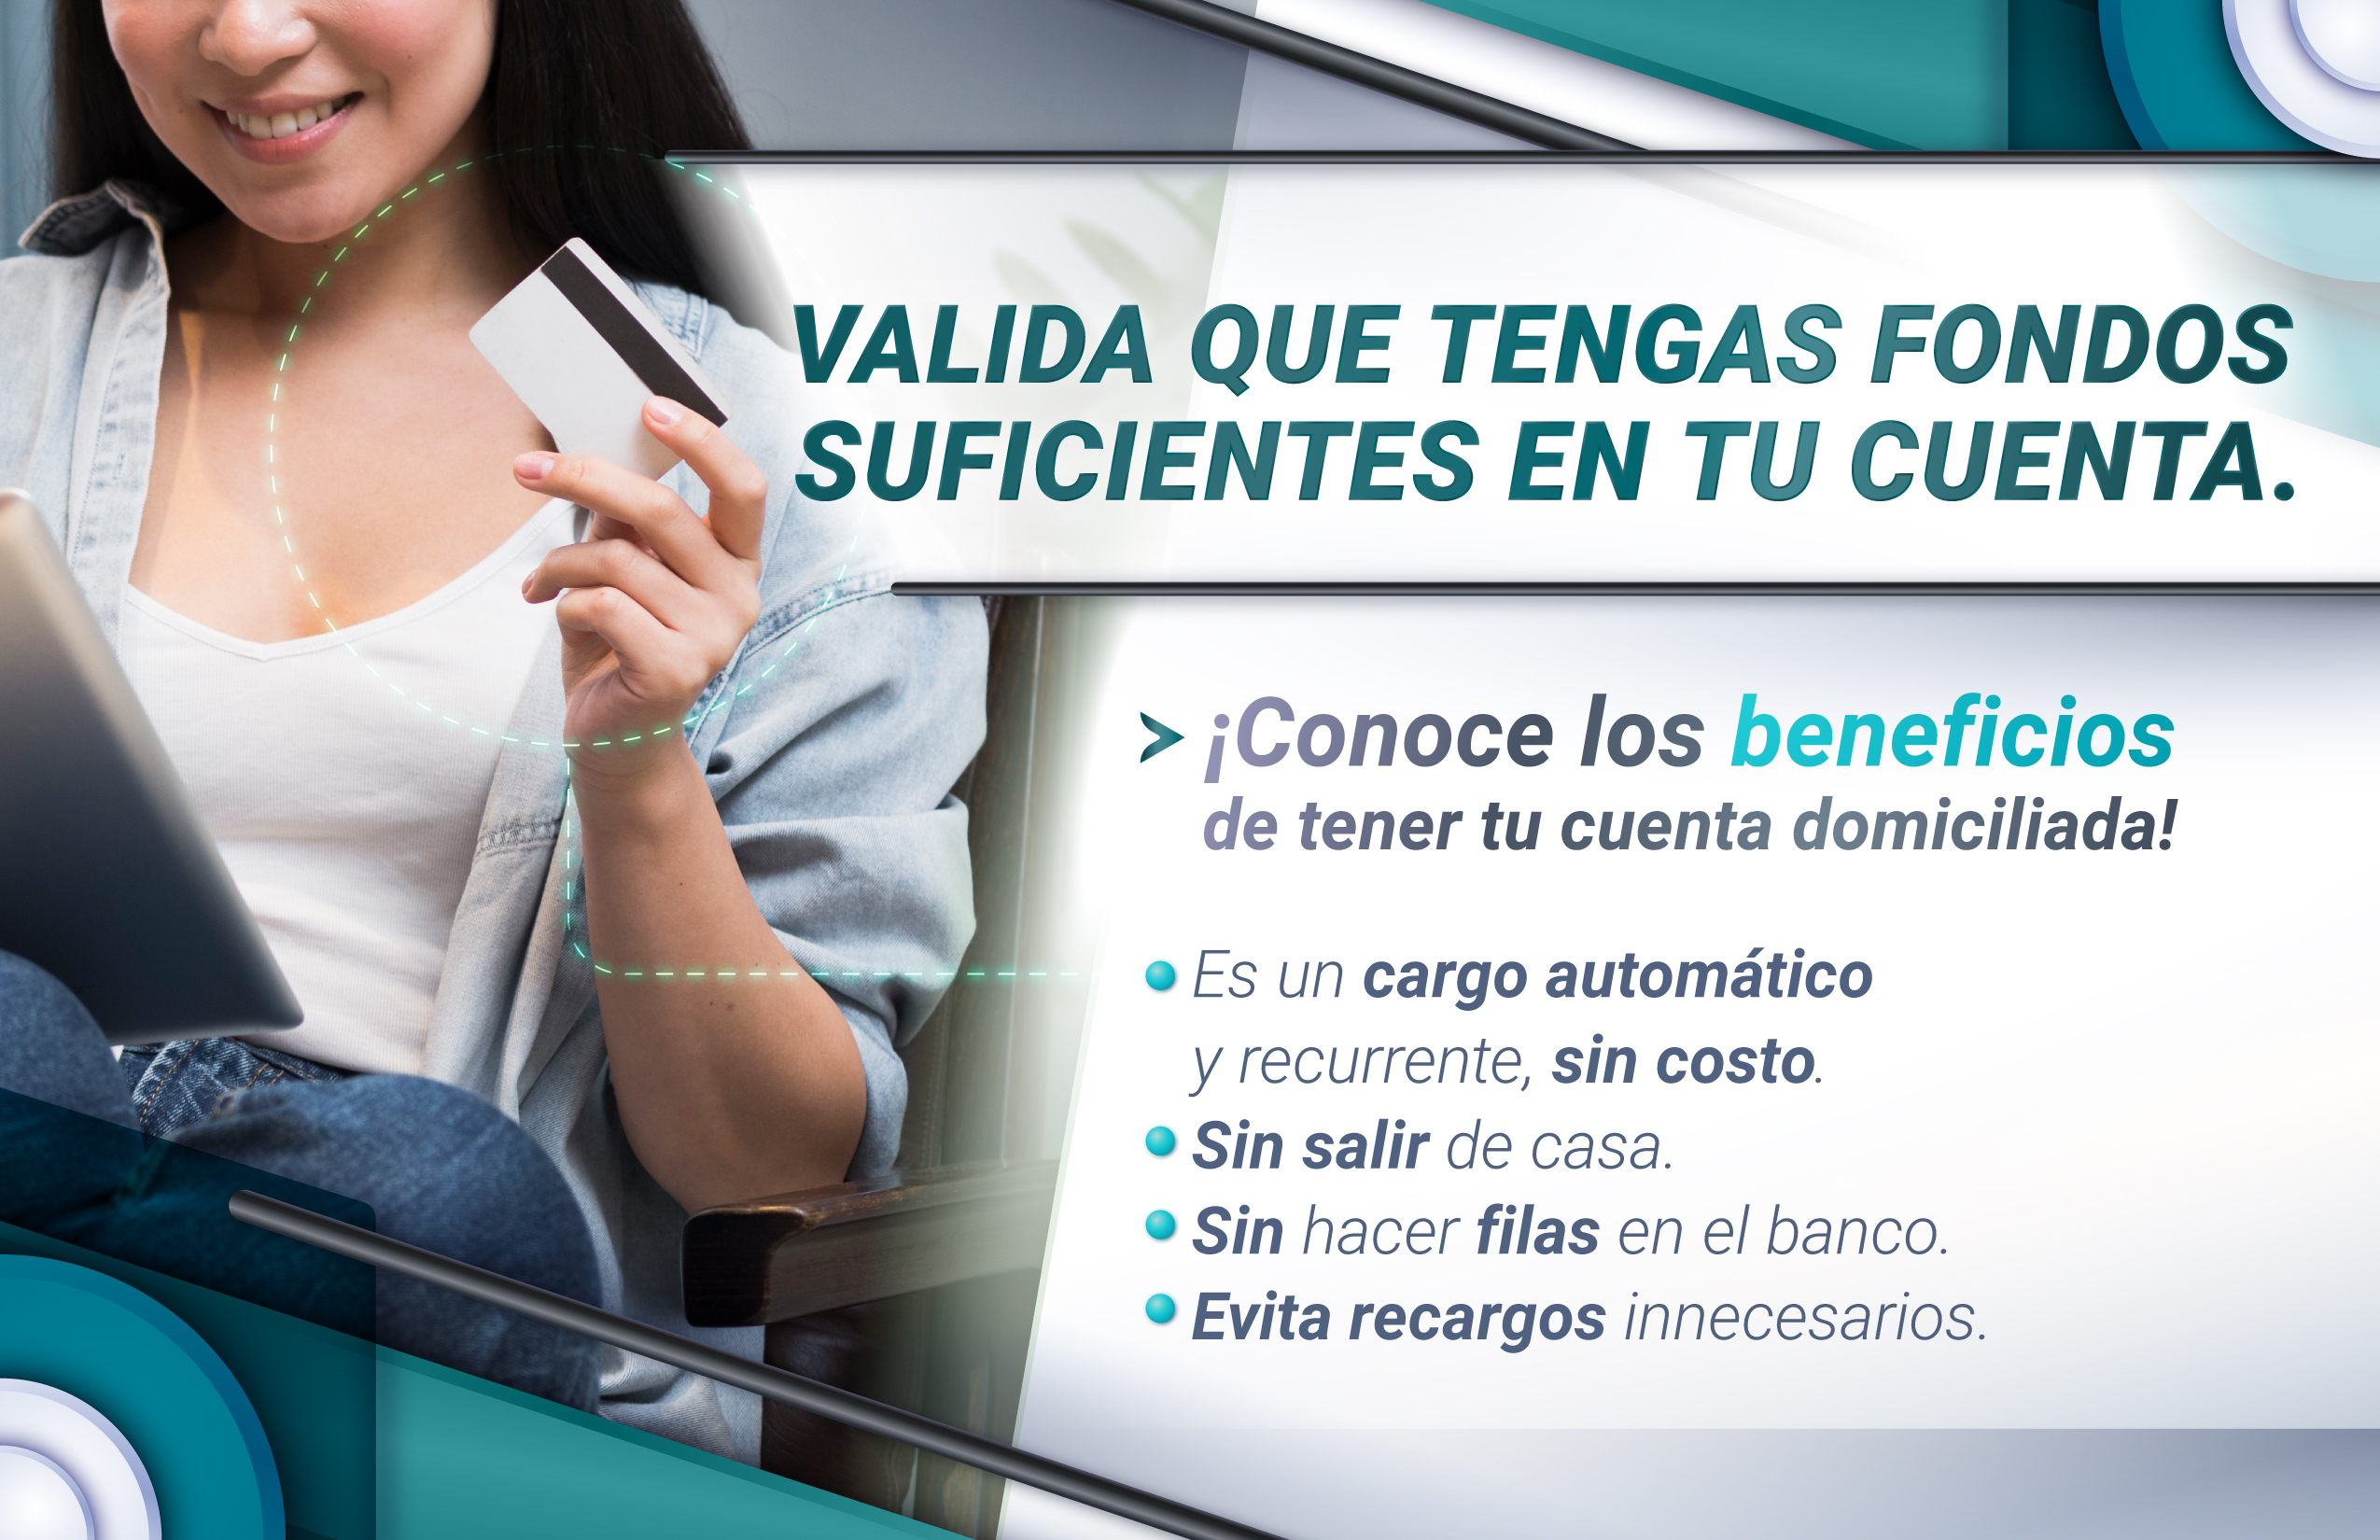 VALIDA QUE TENGAS FONDOS
SUFICIENTES EN TU CUENTA.
> ¡Conoce los beneficios
de tener tu cuenta domiciliada!
Es un cargo automático
y recurrente, sin costo.
Sin salir de casa.
Sin hacer filas en el banco.
Evita recargos innecesarios.